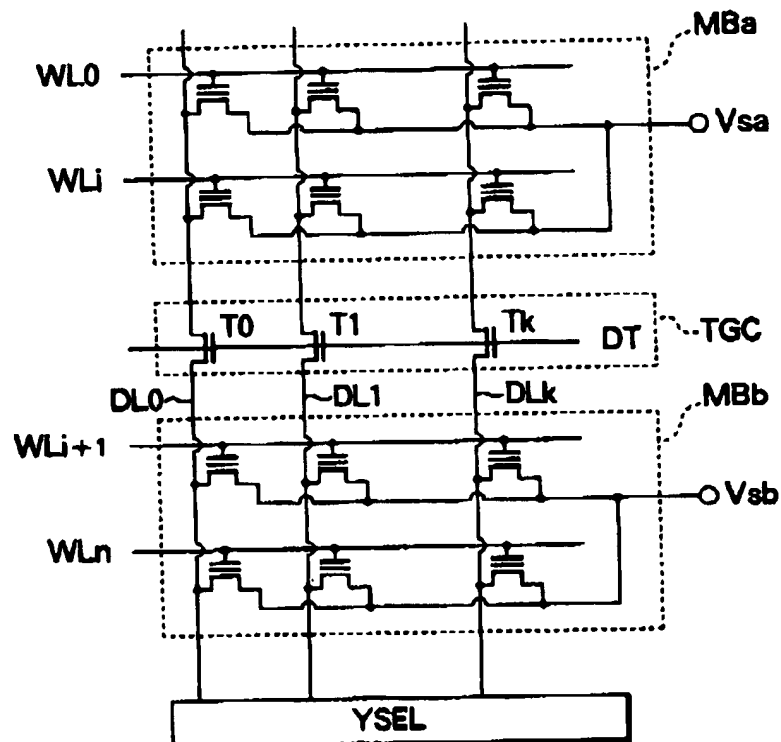 MBa
WL0
Vsa
WLi
T0 T1 Tk DT TGC
DL0 DL1 DLk MBb
WLi+1
Vsb
WLn
YSEL